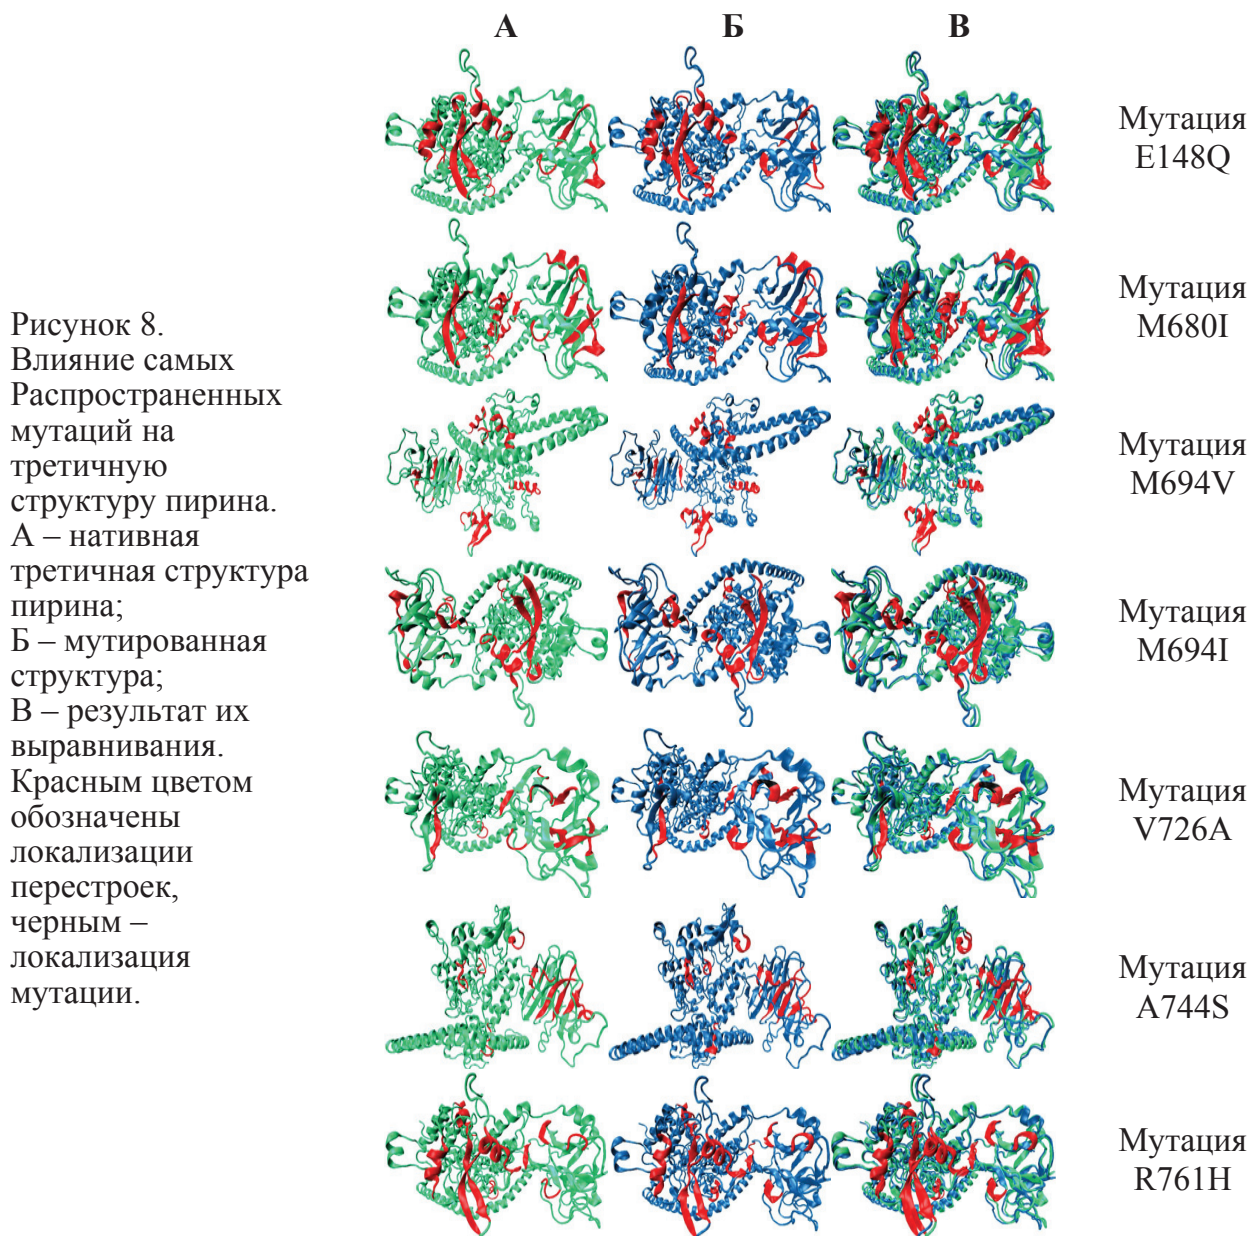 А
Б
В
Рисунок 8.
Влияние самых
Распространенных
мутаций на
третичную
структуру пирина.
А – нативная
третичная структура
пирина;
Б – мутированная
структура;
В – результат их
выравнивания.
Красным цветом
обозначены
локализации
перестроек,
черным –
локализация
мутации.
Мутация
E148Q
Мутация
M680I
Мутация
M694V
Мутация
M694I
Мутация
V726A
Мутация
A744S
Мутация
R761H